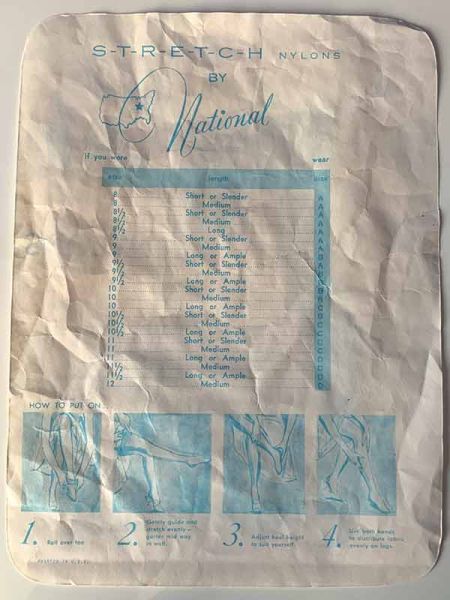 S-T-R-E-T-C-H NYLONS
BY
National
if you wore wear
size length size
8 Short or Slender A
8 Medium A
8½ Short or Slender A
8½ Medium A
8½ Long A
9 Short or Slender A
9 Medium A
9 Long or Ample
9½ Short or Slender
9½ Medium
9½ Long or Ample
10 Short or Slender
10 Medium
10 Long or Ample
10½ Short or Slender
10½ Medium
10½ Long or Ample
11 Short or Slender
11 Medium
11 Long or Ample
11½ Medium
11½ Long or Ample
12 Medium
HOW TO PUT ON...
1. Roll over toe
2. Gently guide and
stretch evenly—
garter mid way
in welt.
3. Adjust heel height
to suit yourself.
4. Use both hands
to distribute fabric
evenly on legs.
PRINTED IN U.S.A.